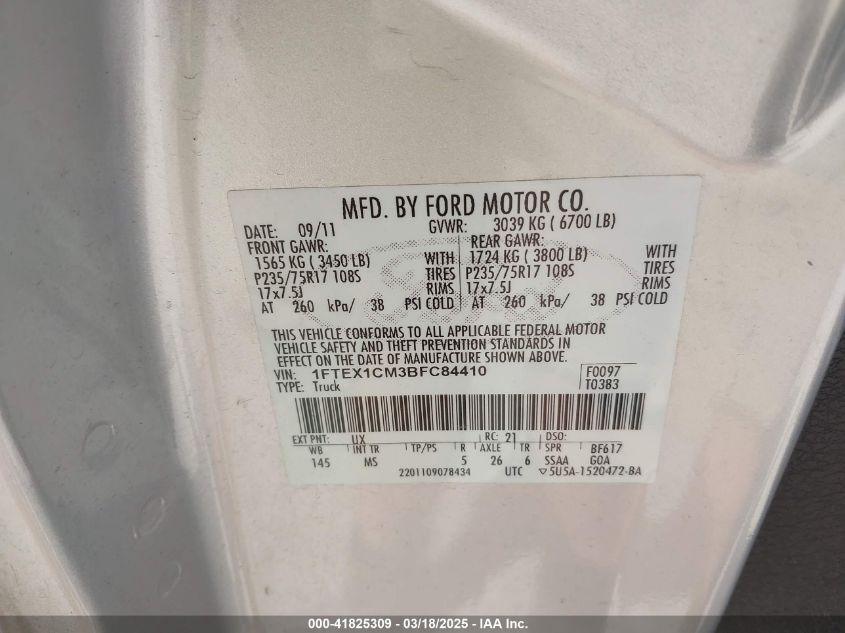 MFD. BY FORD MOTOR CO.
DATE: 09/11 GVWR: 3039 KG ( 6700 LB)
FRONT GAWR: REAR GAWR:
1565 KG ( 3450 LB) WITH 1724 KG ( 3800 LB) WITH
P235/75R17 108S TIRES P235/75R17 108S TIRES
17x7.5J RIMS 17x7.5J RIMS
AT 260 kPa/ 38 PSI COLD AT 260 kPa/ 38 PSI COLD
THIS VEHICLE CONFORMS TO ALL APPLICABLE FEDERAL MOTOR
VEHICLE SAFETY AND THEFT PREVENTION STANDARDS IN
EFFECT ON THE DATE OF MANUFACTURE SHOWN ABOVE.
VIN: 1FTEX1CM3BFC84410 F0097
TYPE: Truck T0383
EXT PNT: UX RC: 21 DSO:
WB INT TR TP/PS R AXLE TR SPR BF617
145 MS 5 26 6 SSAA GOA
2201109078434 UTC ▽5U5A-1520472-BA
000-41825309 - 03/18/2025 - IAA Inc.